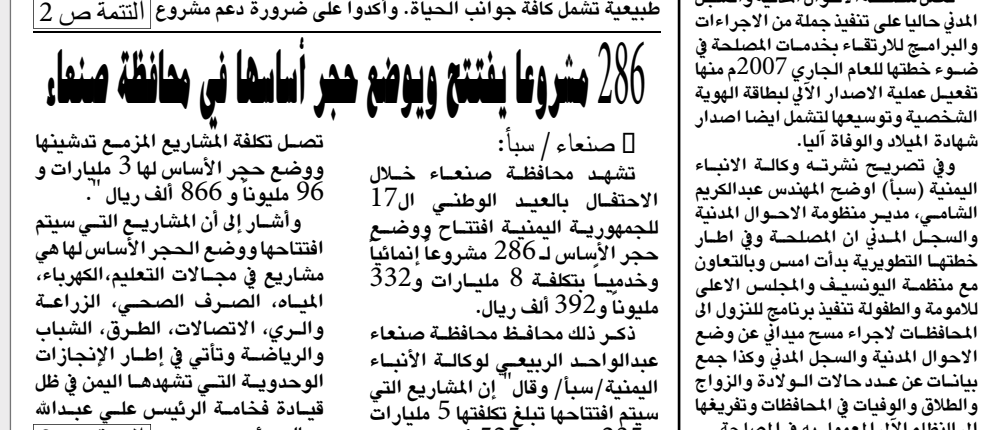 طبيعية تشمل كافة جوانب الحياة. وأكدوا على ضرورة دعم مشروع التتمة ص 2
286 مشروعا يفتتح ويوضع حجر أساسها في محافظة صنعاء
صنعاء / سبأ:
تشهد محافظة صنعاء خلال
الاحتفال بالعيد الوطني الـ17
للجمهورية اليمنية افتتاح ووضع
حجر الأساس لـ 286 مشروعاً إنمائياً
وخدمياً بتكلفة 8 مليارات و332
مليوناً و392 ألف ريال.
ذكر ذلك محافظ محافظة صنعاء
عبدالواحد الربيعي لوكالة الأنباء
اليمنية/سبأ/ وقال" إن المشاريع التي
سيتم افتتاحها تبلغ تكلفتها 5 مليارات
تصل تكلفة المشاريع المزمع تدشينها
ووضع حجر الأساس لها 3 مليارات و
96 مليوناً و 866 ألف ريال ".
وأشار إلى أن المشاريع التي سيتم
افتتاحها ووضع الحجر الأساس لها هي
مشاريع في مجالات التعليم،الكهرباء،
المياه، الصرف الصحي، الزراعة
والري، الاتصالات، الطرق، الشباب
والرياضة وتأتي في إطار الإنجازات
الوحدوية التي تشهدها اليمن في ظل
قيادة فخامة الرئيس علي عبدالله
المدني حاليا على تنفيذ جملة من الاجراءات
والبرامج للارتقاء بخدمات المصلحة في
ضوء خطتها للعام الجاري 2007م منها
تفعيل عملية الاصدار الآلي لبطاقة الهوية
الشخصية وتوسيعها لتشمل ايضا اصدار
شهادة الميلاد والوفاة آليا.
وفي تصريح نشرته وكالة الانباء
اليمنية (سبأ) اوضح المهندس عبدالكريم
الشامي، مدير منظومة الاحوال المدنية
والسجل المدني ان المصلحة وفي اطار
خطتها التطويرية بدأت امس وبالتعاون
مع منظمة اليونسيف والمجلس الاعلى
للامومة والطفولة تنفيذ برنامج للنزول الى
المحافظات لاجراء مسح ميداني عن وضع
الاحوال المدنية والسجل المدني وكذا جمع
بيانات عن عدد حالات الولادة والزواج
والطلاق والوفيات في المحافظات وتفريغها